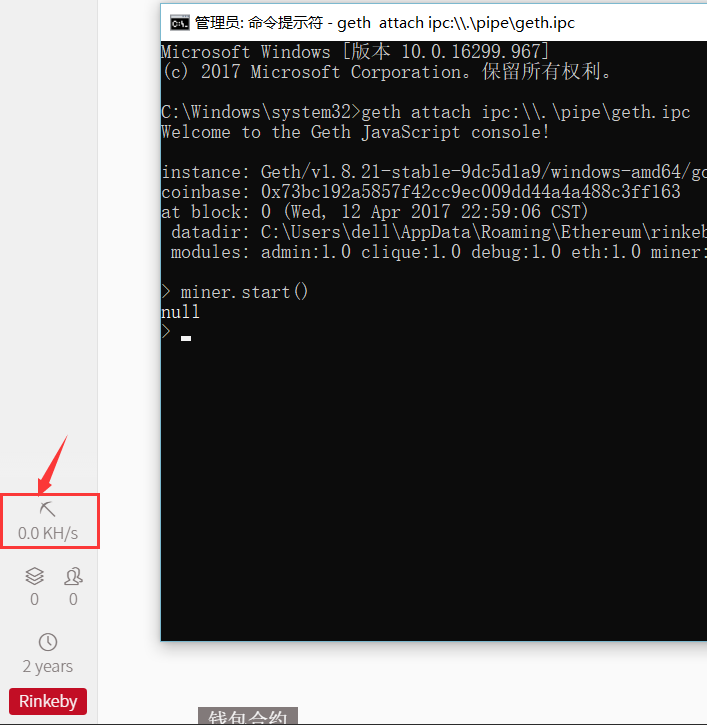 管理员: 命令提示符 - geth attach ipc:\\.\pipe\geth.ipc
Microsoft Windows [版本 10.0.16299.967]
(c) 2017 Microsoft Corporation。保留所有权利。
C:\Windows\system32>geth attach ipc:\\.\pipe\geth.ipc
Welcome to the Geth JavaScript console!
instance: Geth/v1.8.21-stable-9dc5d1a9/windows-amd64/go
coinbase: 0x73bc192a5857f42cc9ec009dd44a4a488c3ff163
at block: 0 (Wed, 12 Apr 2017 22:59:06 CST)
datadir: C:\Users\dell\AppData\Roaming\Ethereum\rinkeb
modules: admin:1.0 clique:1.0 debug:1.0 eth:1.0 miner:
> miner.start()
null
>
0.0 KH/s
0 0
2 years
Rinkeby
钱包合约